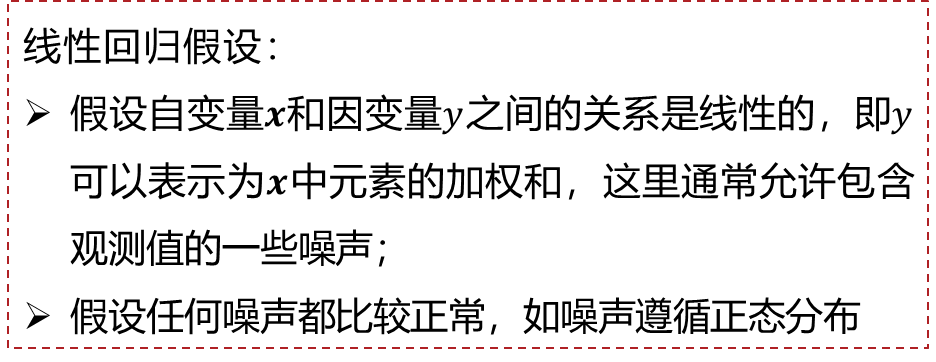 线性回归假设：
➢ 假设自变量x和因变量y之间的关系是线性的，即y
可以表示为x中元素的加权和，这里通常允许包含
观测值的一些噪声；
➢ 假设任何噪声都比较正常，如噪声遵循正态分布